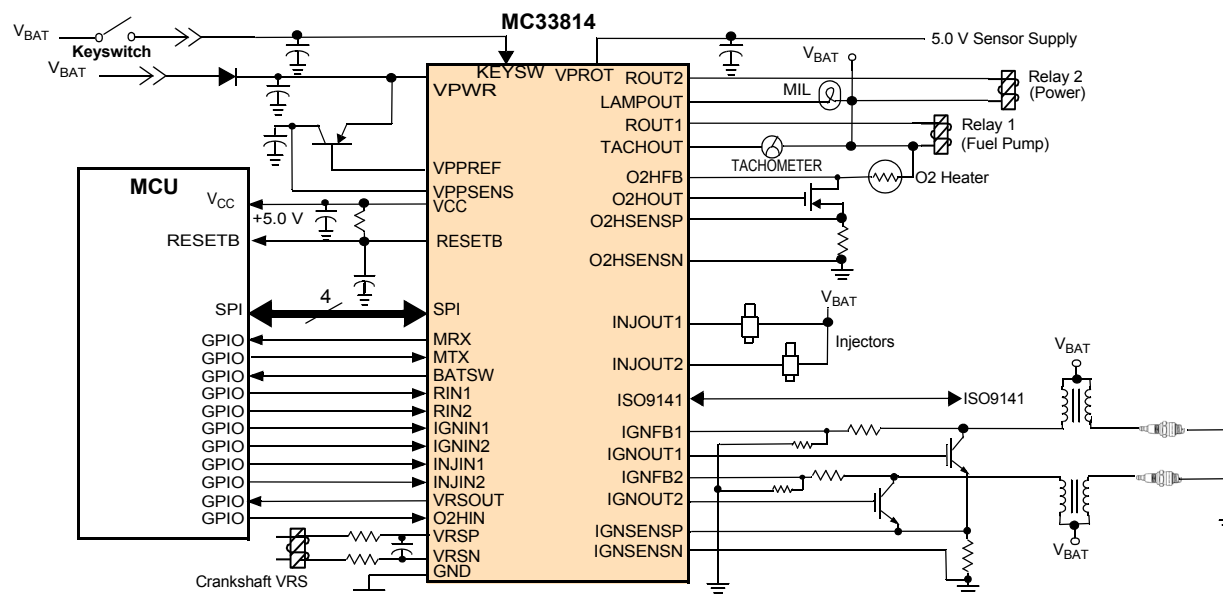 MC33814
VBAT
Keyswitch
VBAT
KEYSW
VPROT
5.0 V Sensor Supply
VPWR
VPPREF
VPPSENS
VCC
RESETB
SPI
MRX
MTX
BATSW
RIN1
RIN2
IGNIN1
IGNIN2
INJIN1
INJIN2
VRSOUT
O2HIN
VRSP
VRSN
GND
MCU
VCC
+5.0 V
RESETB
SPI
4
GPIO
GPIO
GPIO
GPIO
GPIO
GPIO
GPIO
GPIO
GPIO
GPIO
GPIO
Crankshaft VRS
ROUT2
LAMPOUT
ROUT1
TACHOUT
O2HFB
O2HOUT
O2HSENSP
O2HSENSN
INJOUT1
INJOUT2
ISO9141
IGNFB1
IGNOUT1
IGNFB2
IGNOUT2
IGNSENSP
IGNSENSN
VBAT
MIL
Relay 2
(Power)
Relay 1
(Fuel Pump)
TACHOMETER
O2 Heater
VBAT
Injectors
ISO9141
VBAT
VBAT